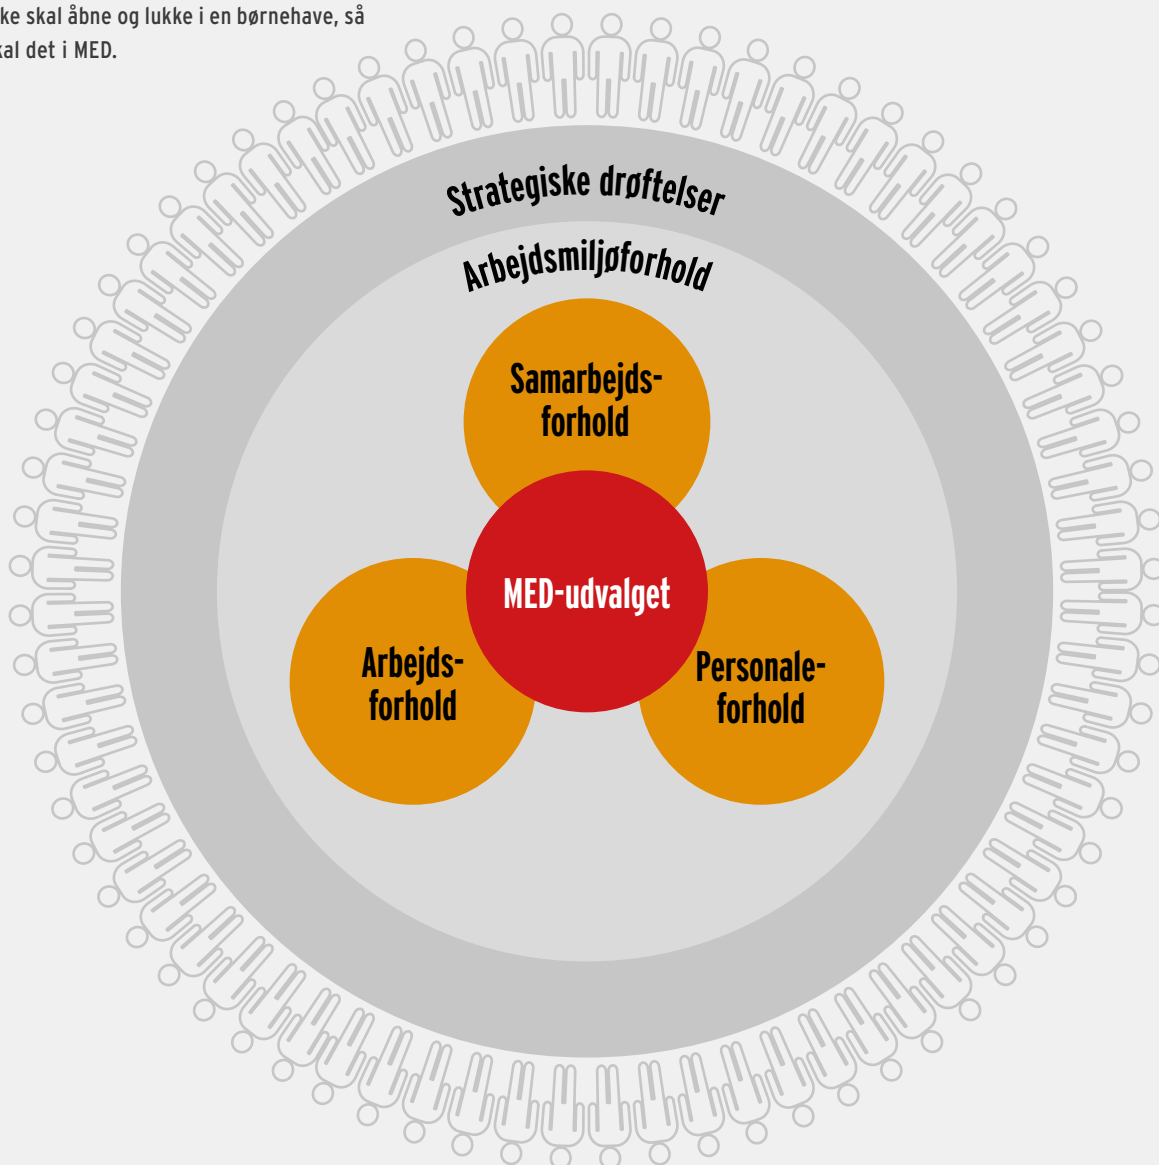 ke skal åbne og lukke i en børnehave, så
kal det i MED.
Strategiske drøftelser
Arbejdsmiljøforhold
Samarbejds-
forhold
MED-udvalget
Arbejds-
forhold
Personale-
forhold